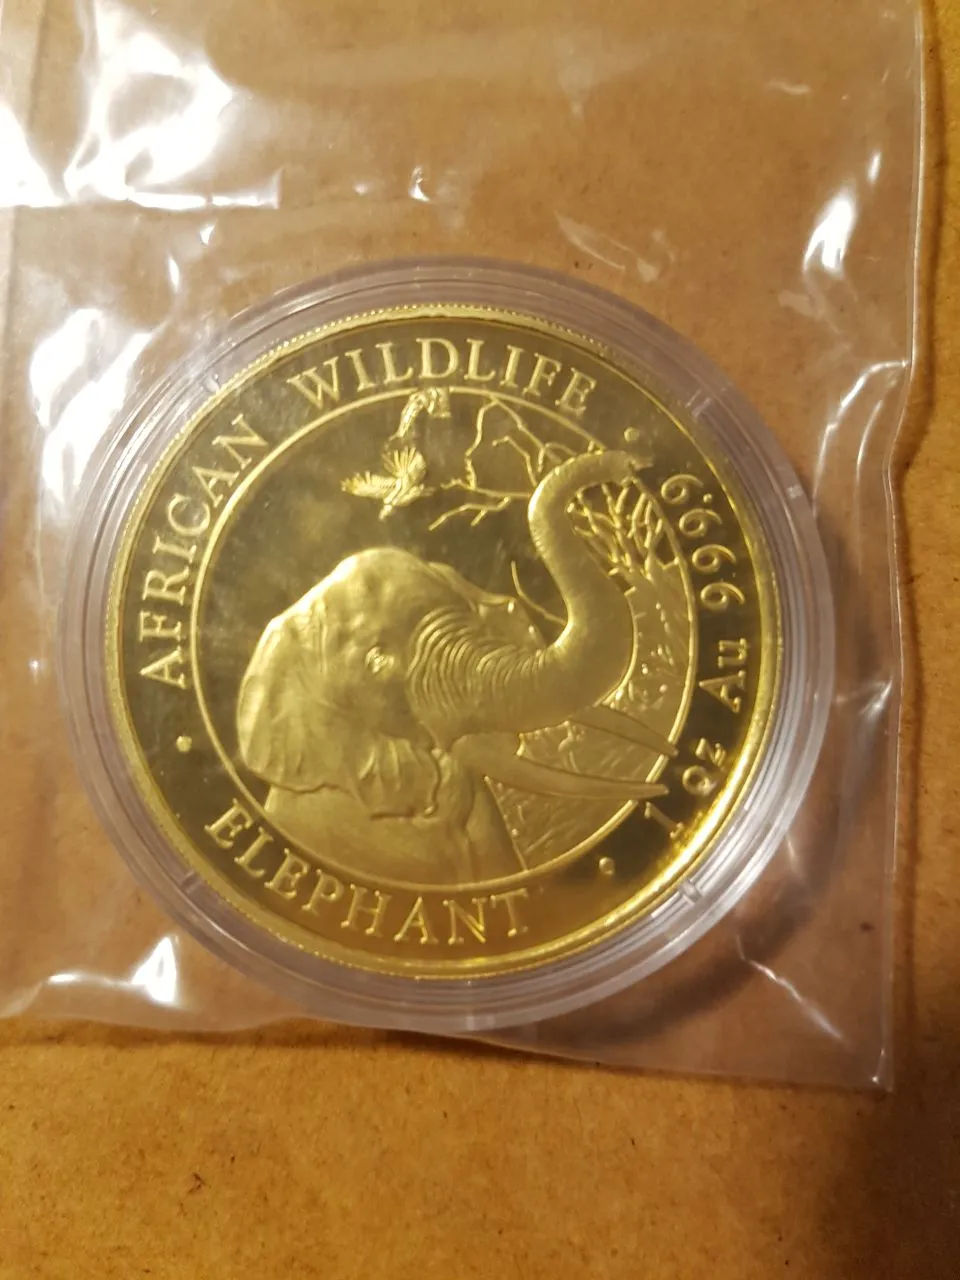 AFRICAN WILDLIFE
1 Oz Au 999.9
ELEPHANT